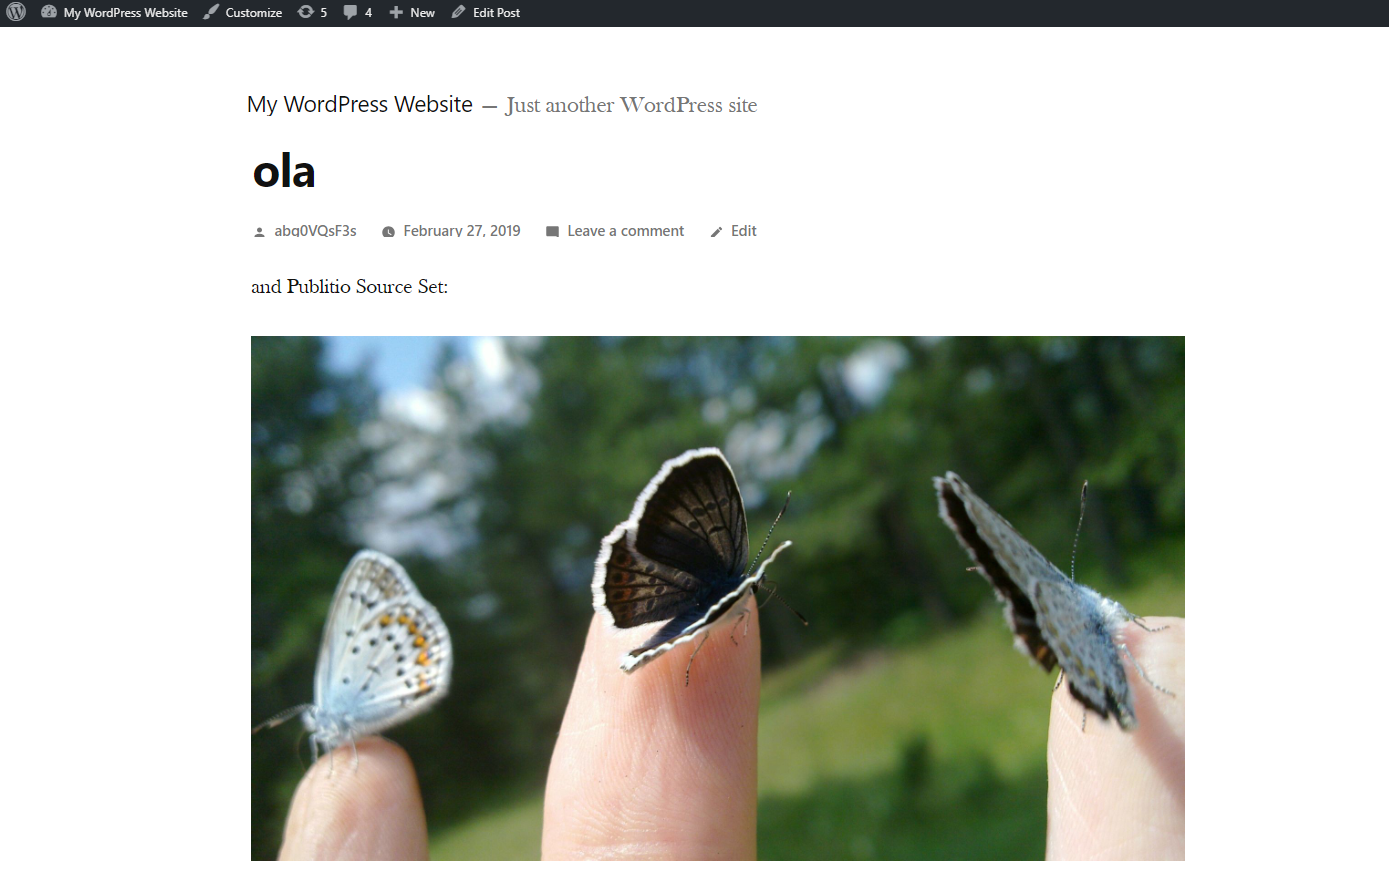 My WordPress Website Customize 5 4 New Edit Post
My WordPress Website — Just another WordPress site
ola
abq0VQsF3s February 27, 2019 Leave a comment Edit
and Publitio Source Set: